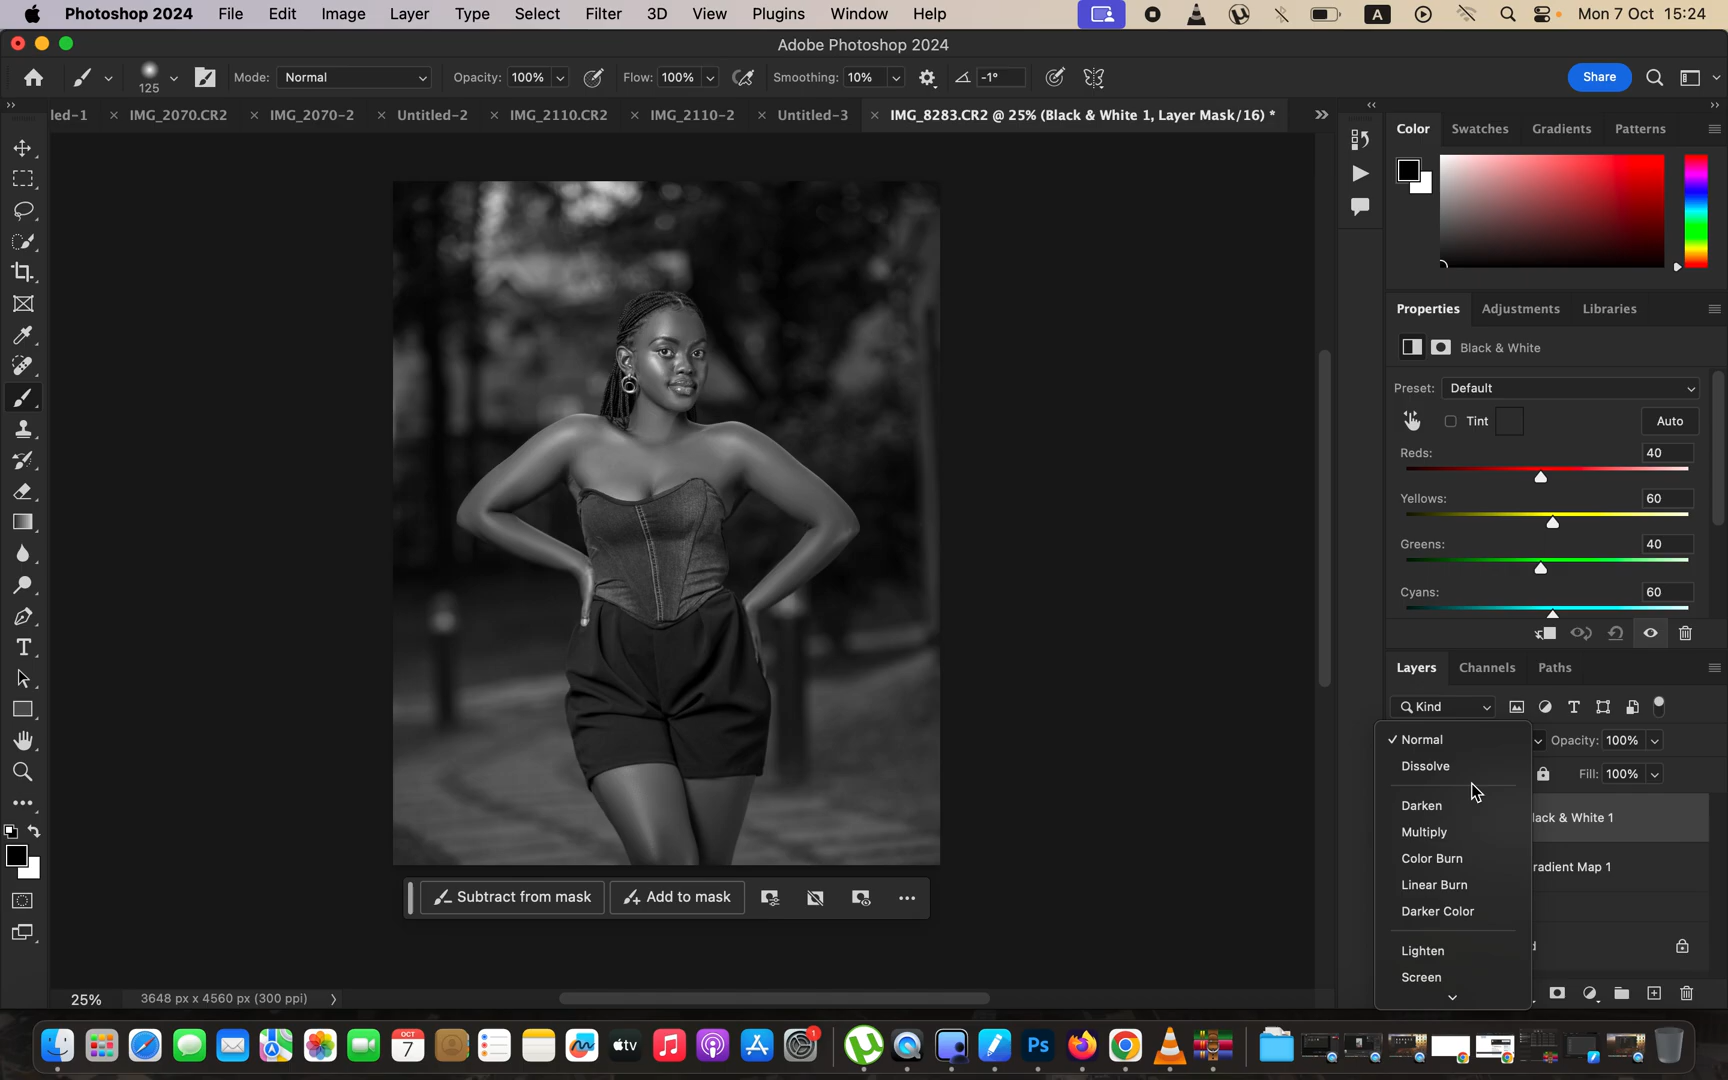 Photoshop 2024 File Edit Image Layer Type Select Filter 3D View Plugins Window Help A Mon 7 Oct 15:24
Adobe Photoshop 2024
125 Mode: Normal Opacity: 100% Flow: 100% Smoothing: 10% -1° Share
led-1 × IMG_2070.CR2 × IMG_2070-2 × Untitled-2 × IMG_2110.CR2 × IMG_2110-2 × Untitled-3 × IMG_8283.CR2 @ 25% (Black & White 1, Layer Mask/16) *
Color Swatches Gradients Patterns
Properties Adjustments Libraries
Black & White
Preset: Default
Tint Auto
Reds: 40
Yellows: 60
Greens: 40
Cyans: 60
Layers Channels Paths
Kind
Normal Opacity: 100%
Dissolve Fill: 100%
Darken
Multiply lack & White 1
Color Burn radient Map 1
Linear Burn
Darker Color
Lighten d
Screen
Subtract from mask Add to mask
25% 3648 px x 4560 px (300 ppi)
OCT
7
tv
1
Ps